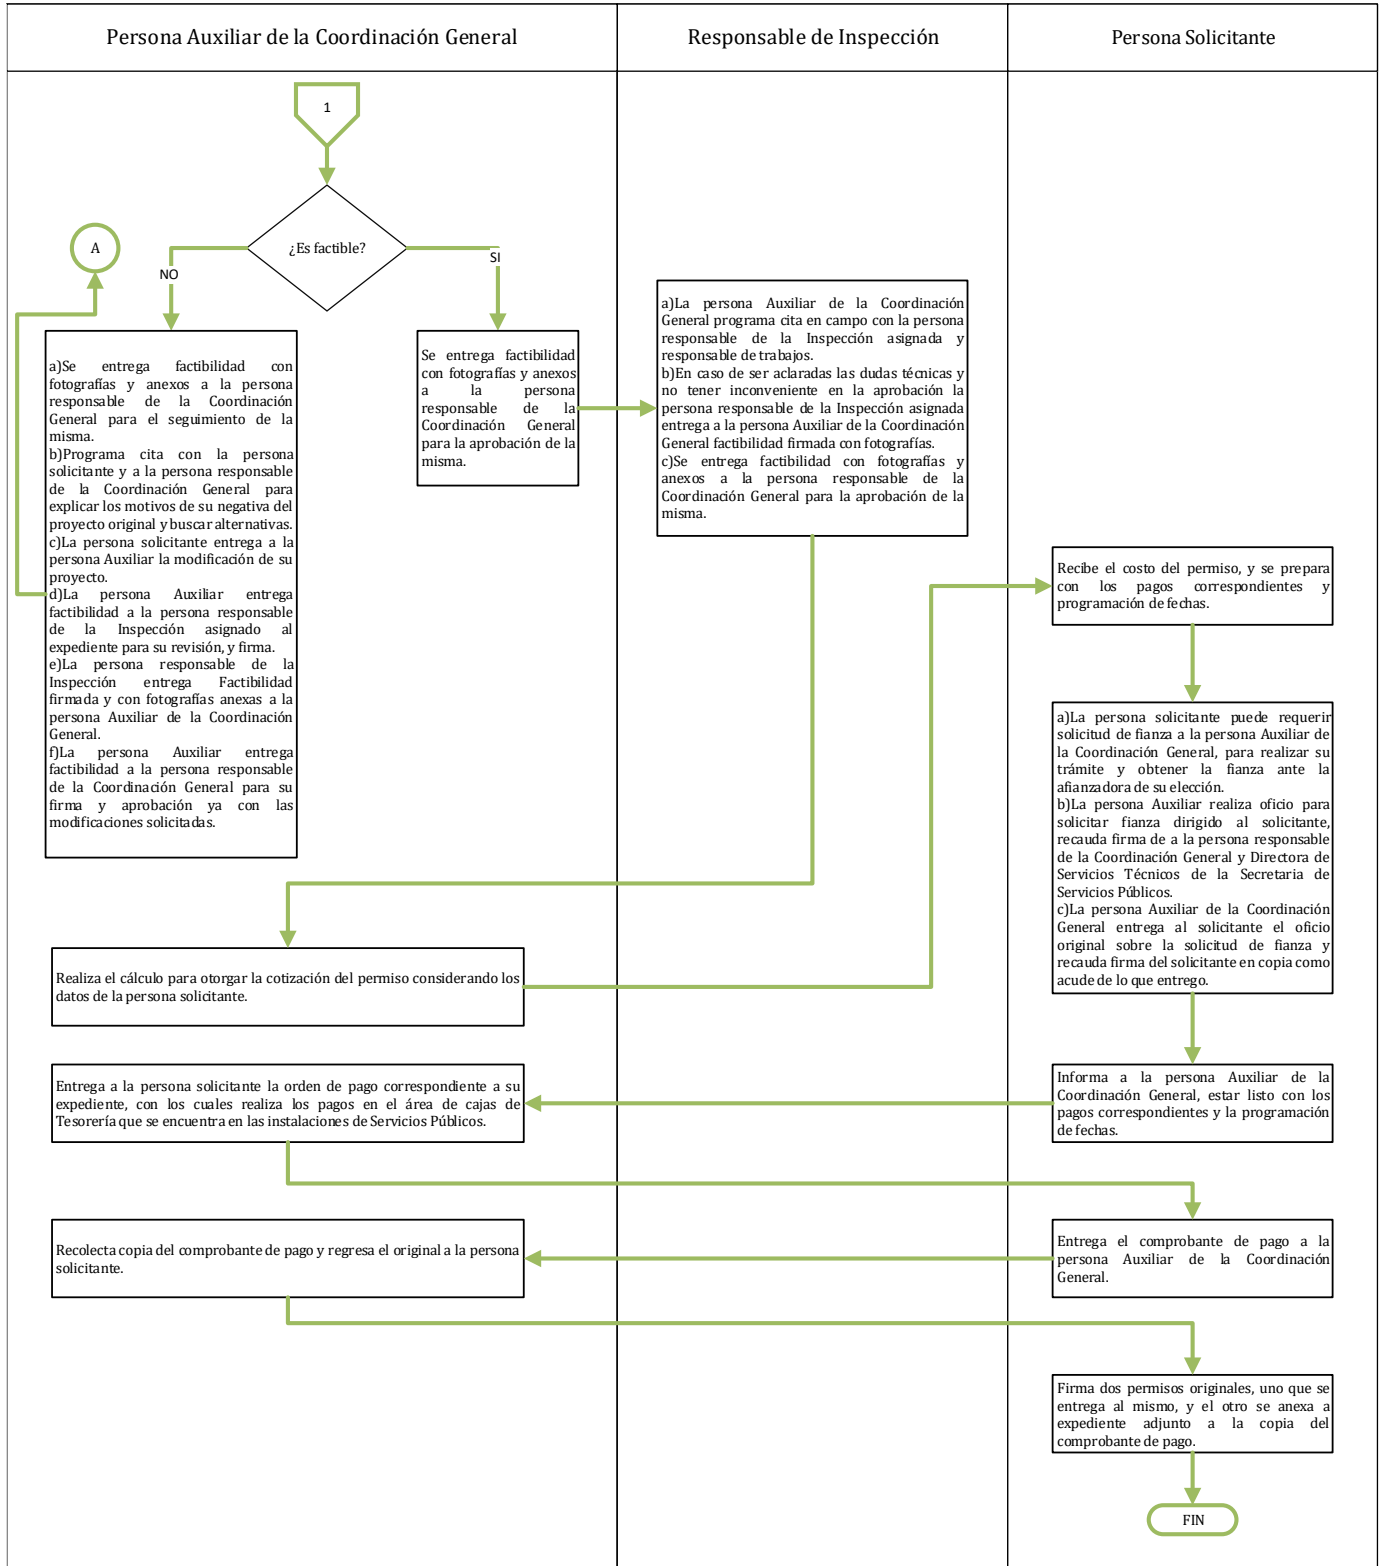 Persona Auxiliar de la Coordinación General
Responsable de Inspección
Persona Solicitante
1
¿Es factible?
A
NO
SI
a)Se entrega factibilidad con
fotografías y anexos a la persona
responsable de la Coordinación
General para el seguimiento de la
misma.
b)Programa cita con la persona
solicitante y a la persona responsable
de la Coordinación General para
explicar los motivos de su negativa del
proyecto original y buscar alternativas.
c)La persona solicitante entrega a la
persona Auxiliar la modificación de su
proyecto.
d)La persona Auxiliar entrega
factibilidad a la persona responsable
de la Inspección asignado al
expediente para su revisión, y firma.
e)La persona responsable de la
Inspección entrega Factibilidad
firmada y con fotografías anexas a la
persona Auxiliar de la Coordinación
General.
f)La persona Auxiliar entrega
factibilidad a la persona responsable
de la Coordinación General para su
firma y aprobación ya con las
modificaciones solicitadas.
Se entrega factibilidad
con fotografías y anexos
a la persona
responsable de la
Coordinación General
para la aprobación de la
misma.
a)La persona Auxiliar de la Coordinación
General programa cita en campo con la persona
responsable de la Inspección asignada y
responsable de trabajos.
b)En caso de ser aclaradas las dudas técnicas y
no tener inconveniente en la aprobación la
persona responsable de la Inspección asignada
entrega a la persona Auxiliar de la Coordinación
General factibilidad firmada con fotografías.
c)Se entrega factibilidad con fotografías y
anexos a la persona responsable de la
Coordinación General para la aprobación de la
misma.
Recibe el costo del permiso, y se prepara
con los pagos correspondientes y
programación de fechas.
a)La persona solicitante puede requerir
solicitud de fianza a la persona Auxiliar de
la Coordinación General, para realizar su
trámite y obtener la fianza ante la
afianzadora de su elección.
b)La persona Auxiliar realiza oficio para
solicitar fianza dirigido al solicitante,
recauda firma de a la persona responsable
de la Coordinación General y Directora de
Servicios Técnicos de la Secretaria de
Servicios Públicos.
c)La persona Auxiliar de la Coordinación
General entrega al solicitante el oficio
original sobre la solicitud de fianza y
recauda firma del solicitante en copia como
acude de lo que entrego.
Realiza el cálculo para otorgar la cotización del permiso considerando los
datos de la persona solicitante.
Entrega a la persona solicitante la orden de pago correspondiente a su
expediente, con los cuales realiza los pagos en el área de cajas de
Tesorería que se encuentra en las instalaciones de Servicios Públicos.
Informa a la persona Auxiliar de la
Coordinación General, estar listo con los
pagos correspondientes y la programación
de fechas.
Recolecta copia del comprobante de pago y regresa el original a la persona
solicitante.
Entrega el comprobante de pago a la
persona Auxiliar de la Coordinación
General.
Firma dos permisos originales, uno que se
entrega al mismo, y el otro se anexa a
expediente adjunto a la copia del
comprobante de pago.
FIN